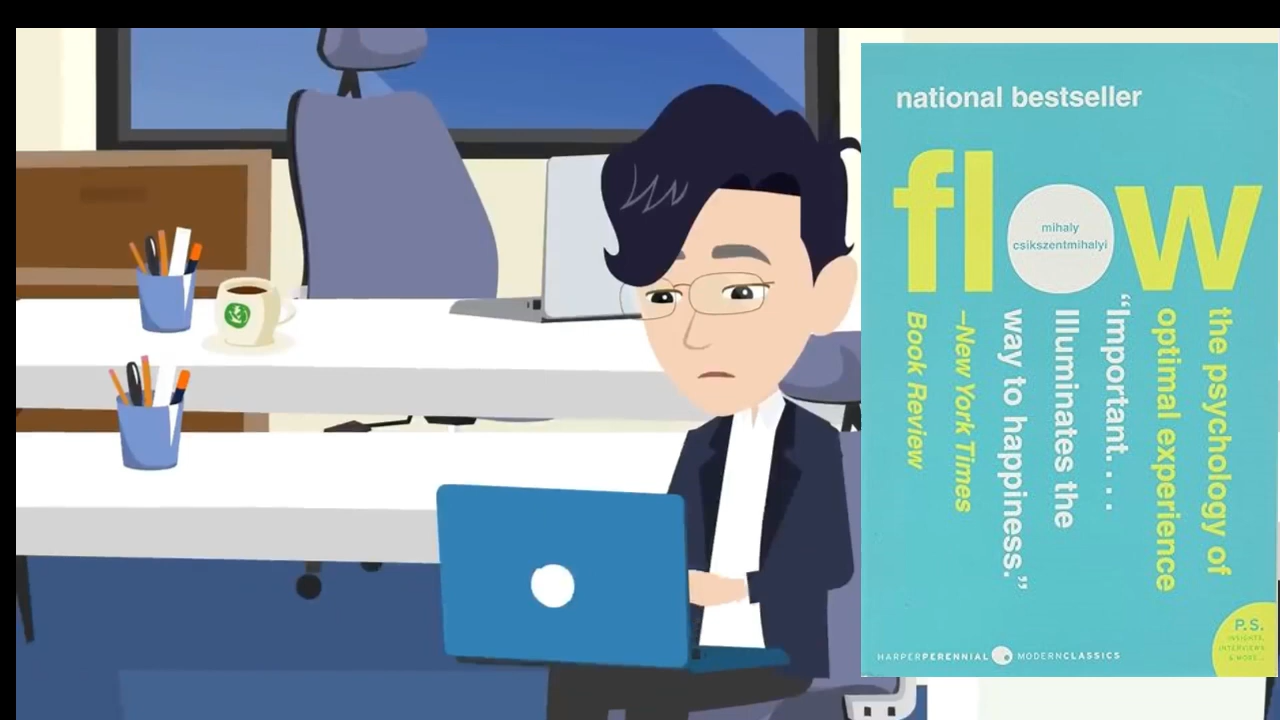 national bestseller
flow
mihaly
csikszentmihalyi
the psychology of
optimal experience
“Important. . . .
Illuminates the
way to happiness.”
—New York Times
Book Review
P.S.
INSIGHTS,
INTERVIEWS
& MORE...
HARPERPERENNIAL MODERNCLASSICS